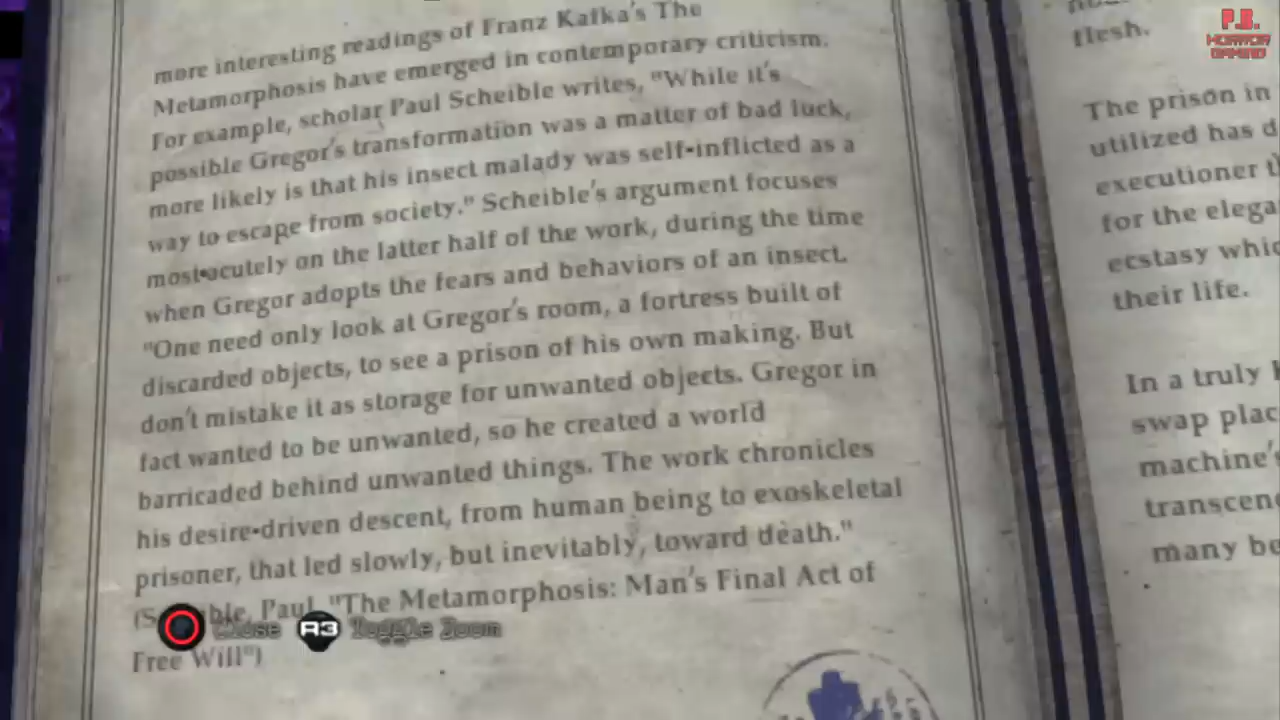 more interesting readings of Franz Kafka's The
Metamorphosis have emerged in contemporary criticism.
For example, scholar Paul Scheible writes, "While it's
possible Gregor's transformation was a matter of bad luck,
more likely is that his insect malady was self-inflicted as a
way to escape from society." Scheible's argument focuses
most acutely on the latter half of the work, during the time
when Gregor adopts the fears and behaviors of an insect.
"One need only look at Gregor's room, a fortress built of
discarded objects, to see a prison of his own making. But
don't mistake it as storage for unwanted objects. Gregor in
fact wanted to be unwanted, so he created a world
barricaded behind unwanted things. The work chronicles
his desire-driven descent, from human being to exoskeletal
prisoner, that led slowly, but inevitably, toward death."
Paul "The Metamorphosis: Man's Final Act of
Free Will")
Close R3 Toggle Zoom
flesh.
The prison in
utilized has
executioner
for the
ecstasy
their life.
In a truly
swap
machine's
many
P.B.
HORROR
GAMING